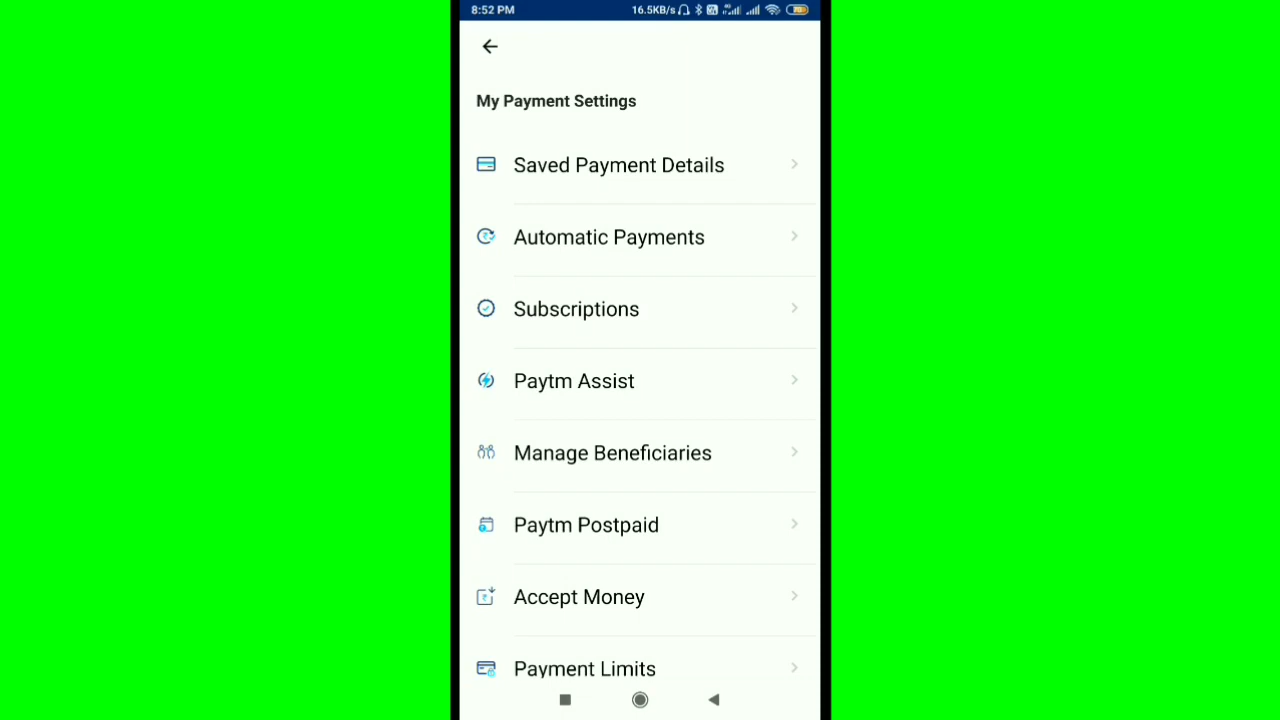 8:52 PM 16.5KB/s
My Payment Settings
Saved Payment Details
Automatic Payments
Subscriptions
Paytm Assist
Manage Beneficiaries
Paytm Postpaid
Accept Money
Payment Limits